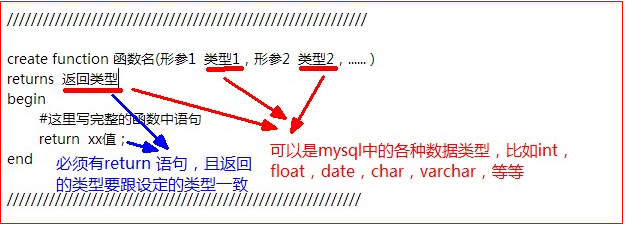 ////////////////////////////////////////////////////////////
create function 函数名(形参1 类型1，形参2 类型2，...... )
returns 返回类型
begin
#这里写完整的函数中语句
return xx值；
end
必须有return 语句，且返回
的类型要跟设定的类型一致
可以是mysql中的各种数据类型，比如int，
float，date，char，varchar，等等
///////////////////////////////////////////////////////////